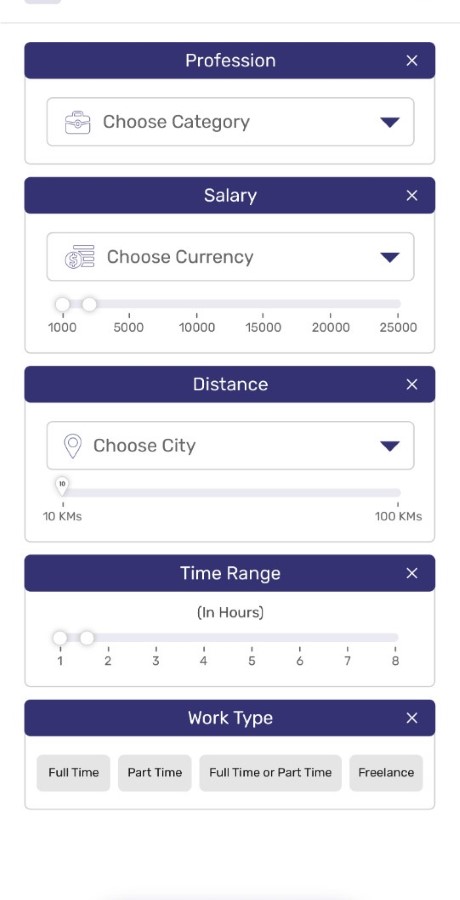 Profession
Choose Category
Salary
Choose Currency
1000 5000 10000 15000 20000 25000
Distance
Choose City
10
10 KMs 100 KMs
Time Range
(In Hours)
1 2 3 4 5 6 7 8
Work Type
Full Time Part Time Full Time or Part Time Freelance